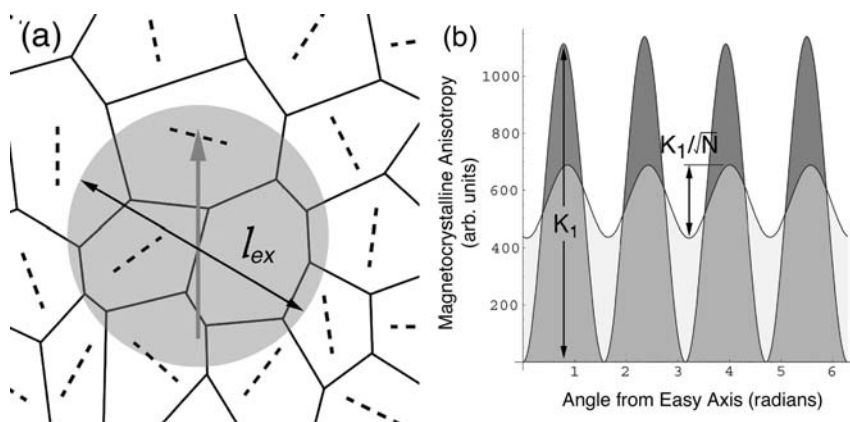 (a)
l_ex
(b)
Magnetocrystalline Anisotropy
(arb. units)
1000
800
600
400
200
K₁/√N
K₁
1 2 3 4 5 6
Angle from Easy Axis (radians)